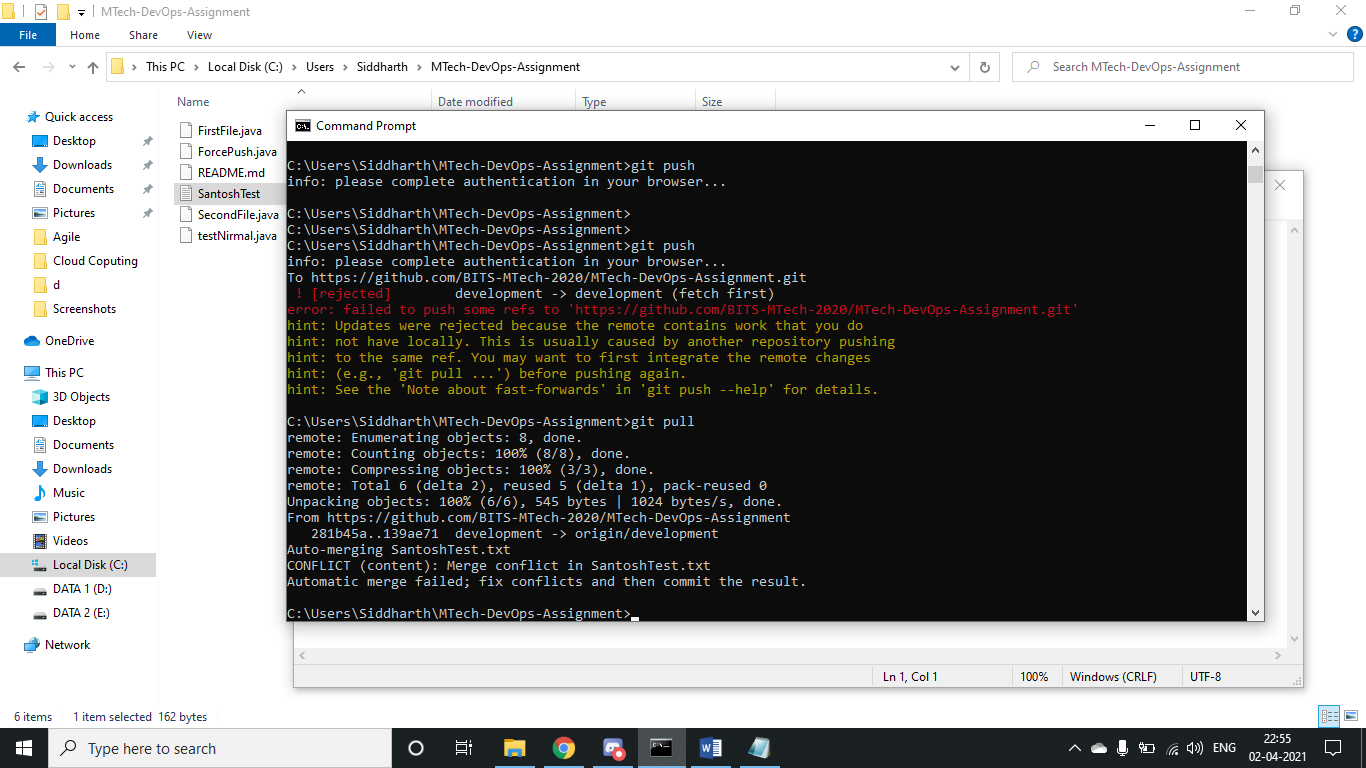 MTech-DevOps-Assignment
File Home Share View
This PC Local Disk (C:) Users Siddharth MTech-DevOps-Assignment
Search MTech-DevOps-Assignment
Quick access
Desktop
Downloads
Documents
Pictures
Agile
Cloud Coputing
d
Screenshots
OneDrive
This PC
3D Objects
Desktop
Documents
Downloads
Music
Pictures
Videos
Local Disk (C:)
DATA 1 (D:)
DATA 2 (E:)
Network
Name Date modified Type Size
FirstFile.java
ForcePush.java
README.md
SantoshTest
SecondFile.java
testNirmal.java
Command Prompt
C:\Users\Siddharth\MTech-DevOps-Assignment>git push
info: please complete authentication in your browser...
C:\Users\Siddharth\MTech-DevOps-Assignment>
C:\Users\Siddharth\MTech-DevOps-Assignment>
C:\Users\Siddharth\MTech-DevOps-Assignment>git push
info: please complete authentication in your browser...
To https://github.com/BITS-MTech-2020/MTech-DevOps-Assignment.git
! [rejected] development -> development (fetch first)
error: failed to push some refs to 'https://github.com/BITS-MTech-2020/MTech-DevOps-Assignment.git'
hint: Updates were rejected because the remote contains work that you do
hint: not have locally. This is usually caused by another repository pushing
hint: to the same ref. You may want to first integrate the remote changes
hint: (e.g., 'git pull ...') before pushing again.
hint: See the 'Note about fast-forwards' in 'git push --help' for details.
C:\Users\Siddharth\MTech-DevOps-Assignment>git pull
remote: Enumerating objects: 8, done.
remote: Counting objects: 100% (8/8), done.
remote: Compressing objects: 100% (3/3), done.
remote: Total 6 (delta 2), reused 5 (delta 1), pack-reused 0
Unpacking objects: 100% (6/6), 545 bytes | 1024 bytes/s, done.
From https://github.com/BITS-MTech-2020/MTech-DevOps-Assignment
281b45a..139ae71 development -> origin/development
Auto-merging SantoshTest.txt
CONFLICT (content): Merge conflict in SantoshTest.txt
Automatic merge failed; fix conflicts and then commit the result.
C:\Users\Siddharth\MTech-DevOps-Assignment>
Ln 1, Col 1 100% Windows (CRLF) UTF-8
6 items 1 item selected 162 bytes
Type here to search
ENG
22:55
02-04-2021